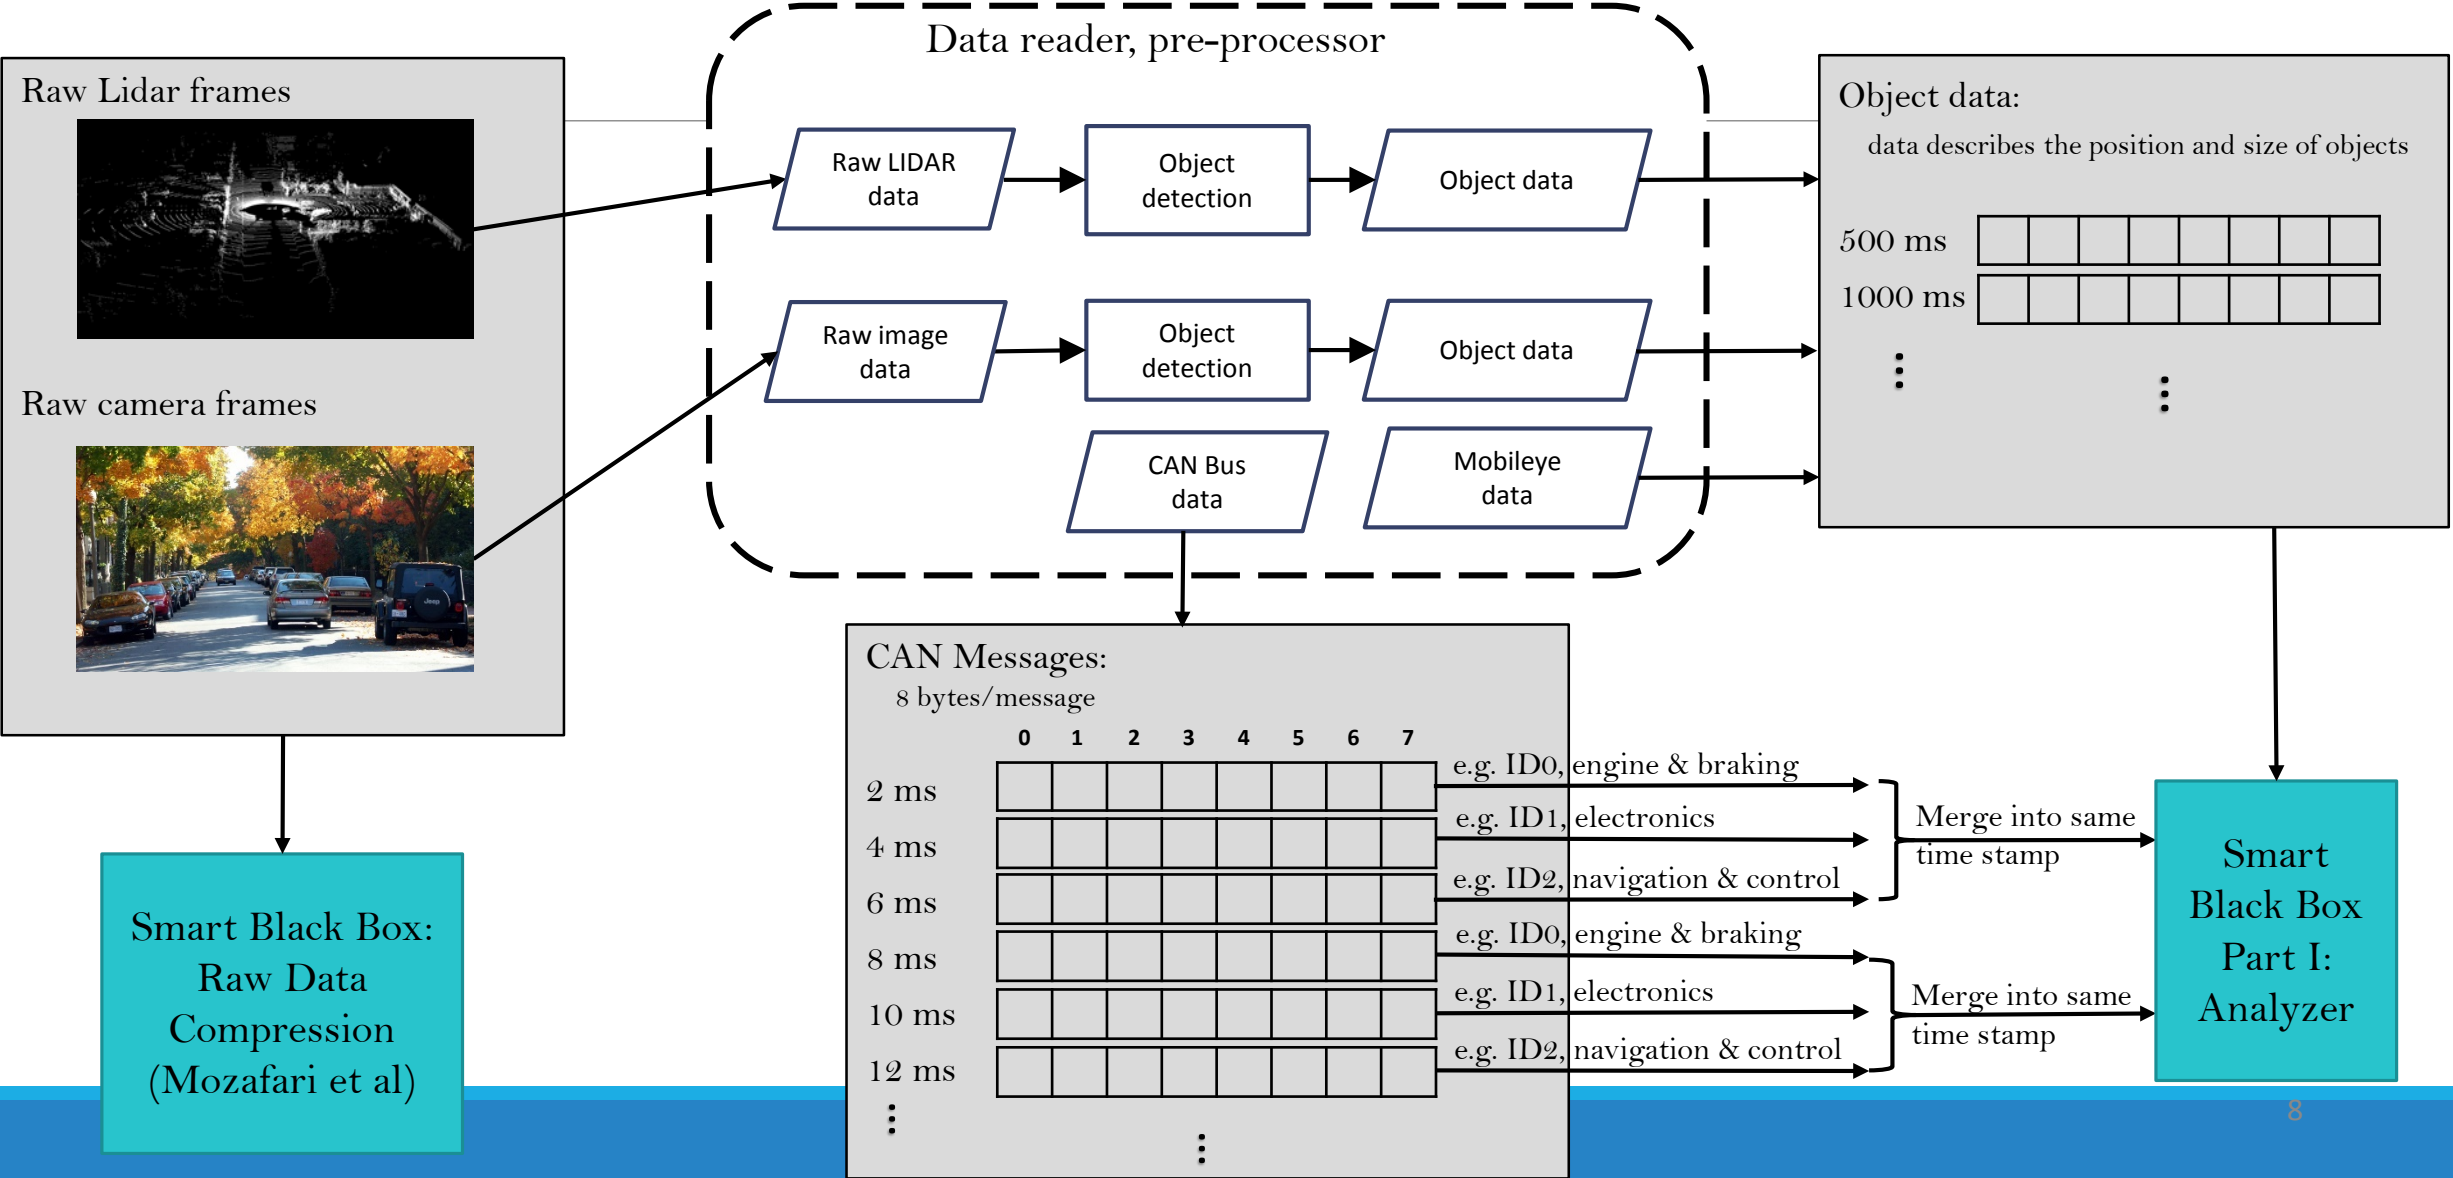 Data reader, pre-processor
Raw Lidar frames
Raw camera frames
Raw LIDAR
data
Object
detection
Object data
Raw image
data
Object
detection
Object data
CAN Bus
data
Mobileye
data
Object data:
data describes the position and size of objects
500 ms
1000 ms
CAN Messages:
8 bytes/message
0 1 2 3 4 5 6 7
2 ms
4 ms
6 ms
8 ms
10 ms
12 ms
e.g. ID0, engine & braking
e.g. ID1, electronics
e.g. ID2, navigation & control
e.g. ID0, engine & braking
e.g. ID1, electronics
e.g. ID2, navigation & control
Merge into same
time stamp
Merge into same
time stamp
Smart Black Box:
Raw Data
Compression
(Mozafari et al)
Smart
Black Box
Part I:
Analyzer
8
Jeep